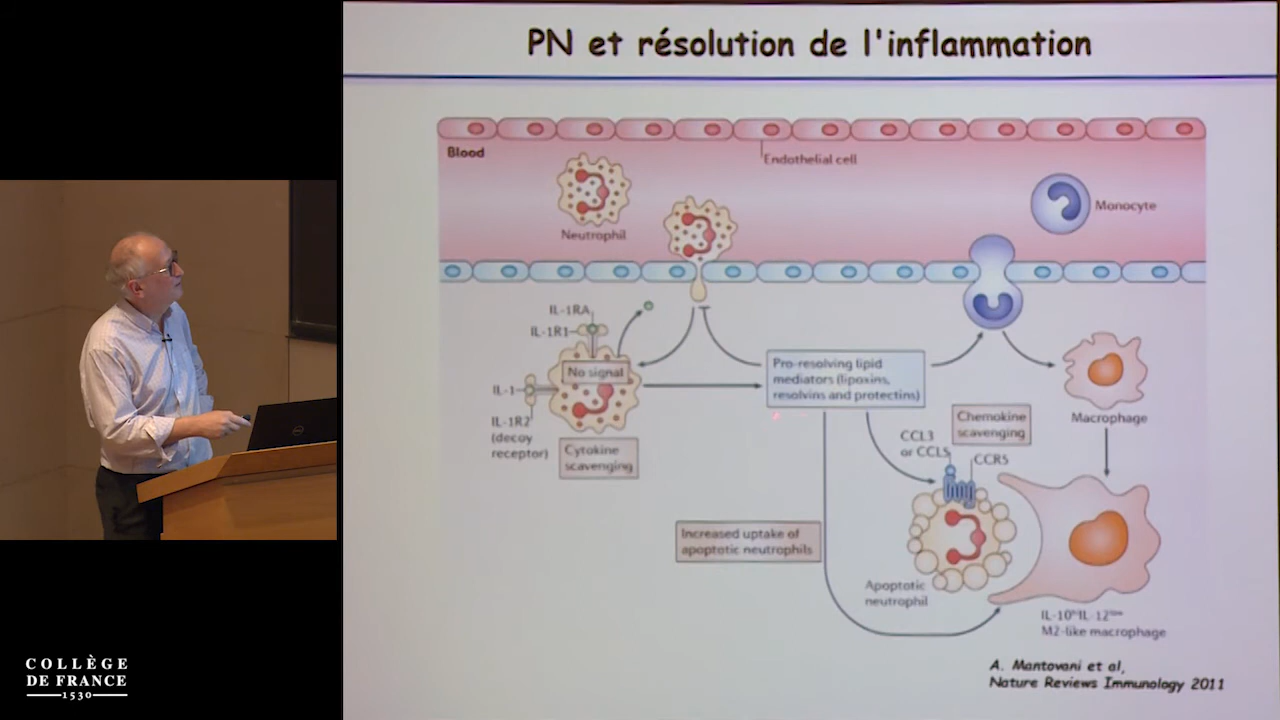 PN et résolution de l'inflammation
Blood
Endothelial cell
Neutrophil
Monocyte
IL-1RA
IL-1R1
No signal
IL-1
IL-1R2
(decoy
receptor)
Cytokine
scavenging
Pro-resolving lipid
mediators (lipoxins,
resolvins and protectins)
Macrophage
Chemokine
scavenging
CCL3
or CCL5
CCR5
Increased uptake of
apoptotic neutrophils
Apoptotic
neutrophil
IL-10hi IL-12low
M2-like macrophage
A. Mantovani et al,
Nature Reviews Immunology 2011
COLLÈGE
DE FRANCE
1530
DELL